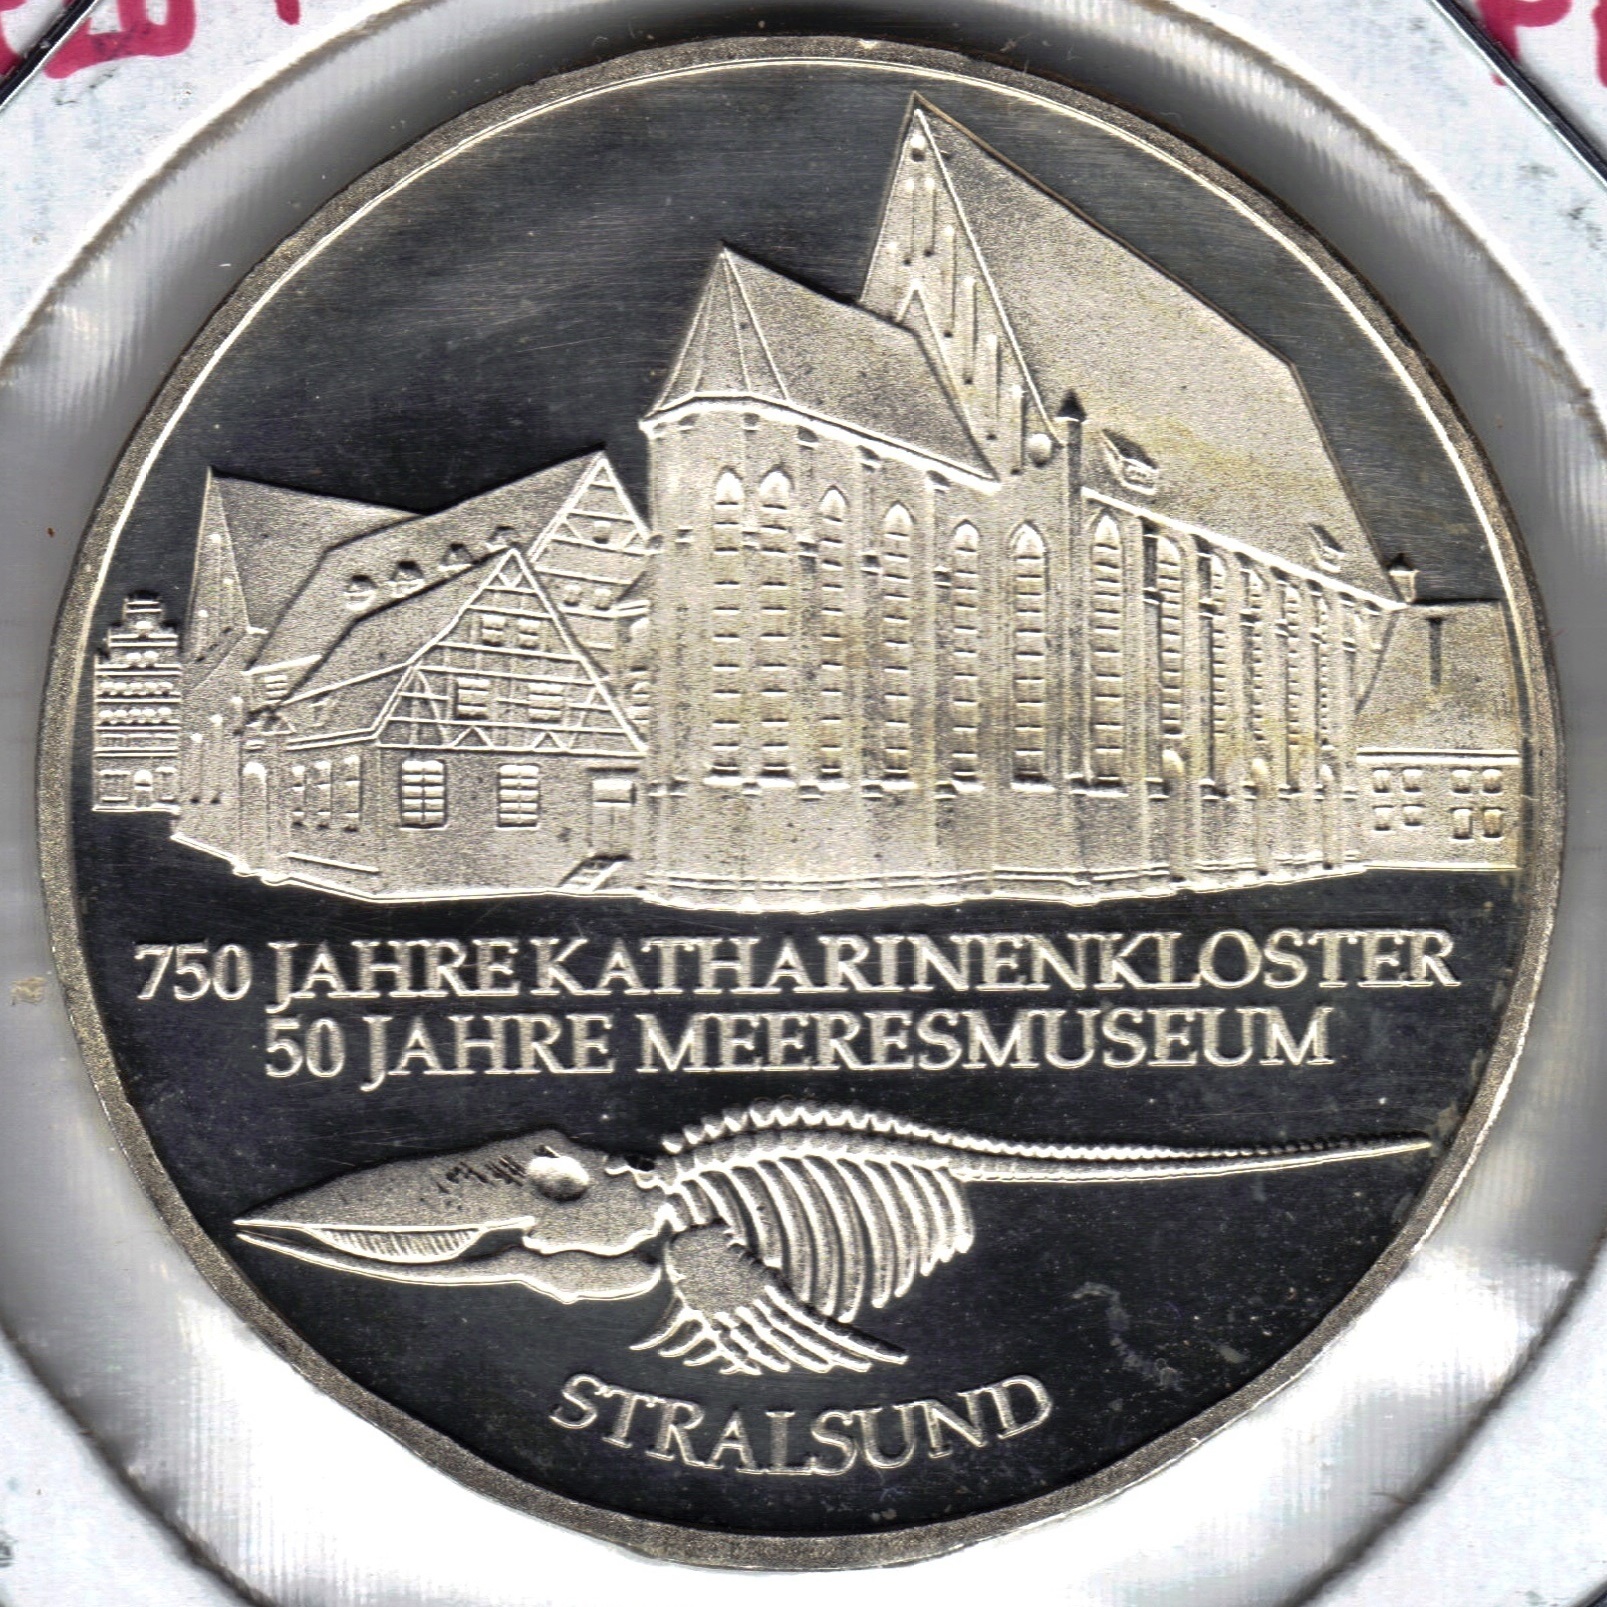 750 JAHRE KATHARINENKLOSTER
50 JAHRE MEERESMUSEUM
STRALSUND